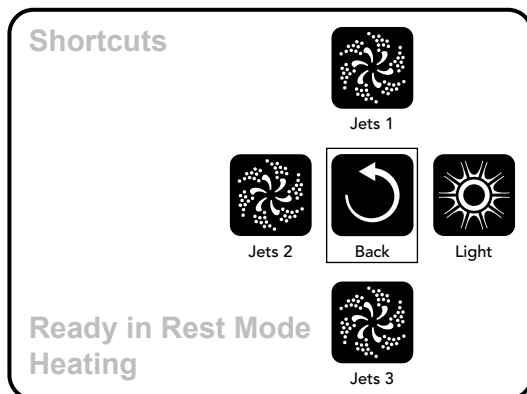 Shortcuts
Jets 1
Jets 2
Back
Light
Ready in Rest Mode
Heating
Jets 3